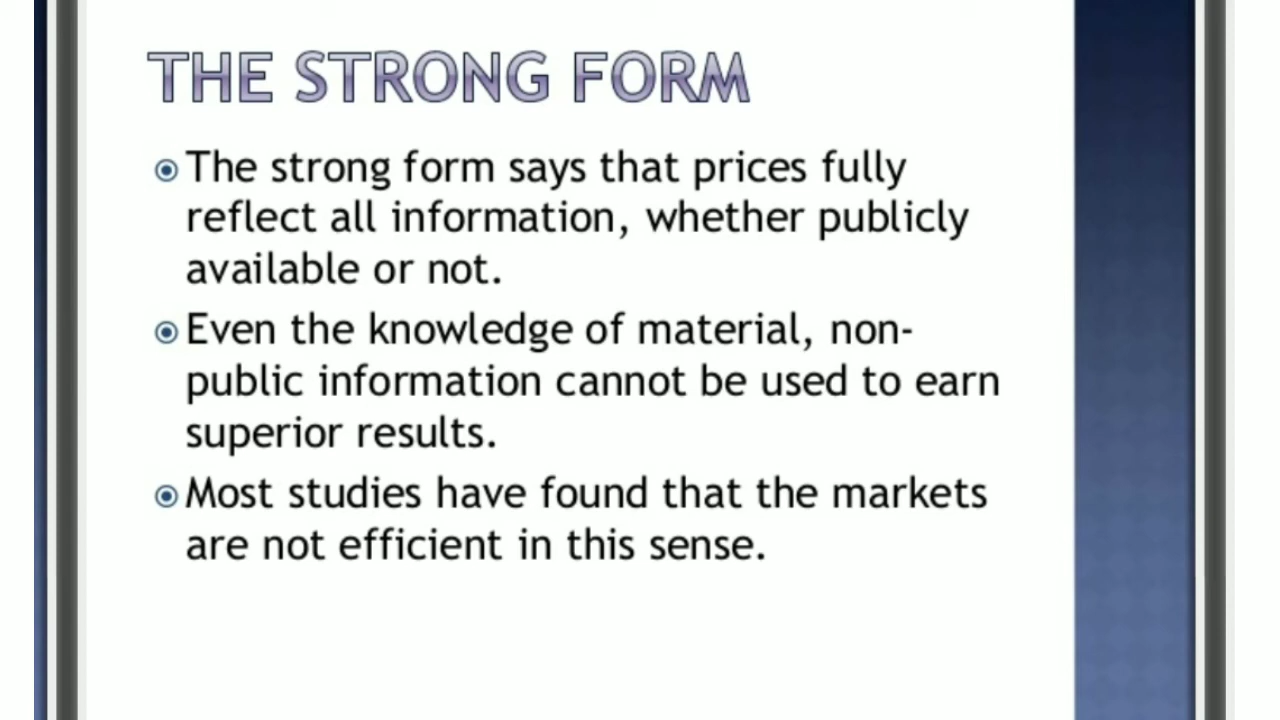 THE STRONG FORM
The strong form says that prices fully
reflect all information, whether publicly
available or not.
Even the knowledge of material, non-
public information cannot be used to earn
superior results.
Most studies have found that the markets
are not efficient in this sense.